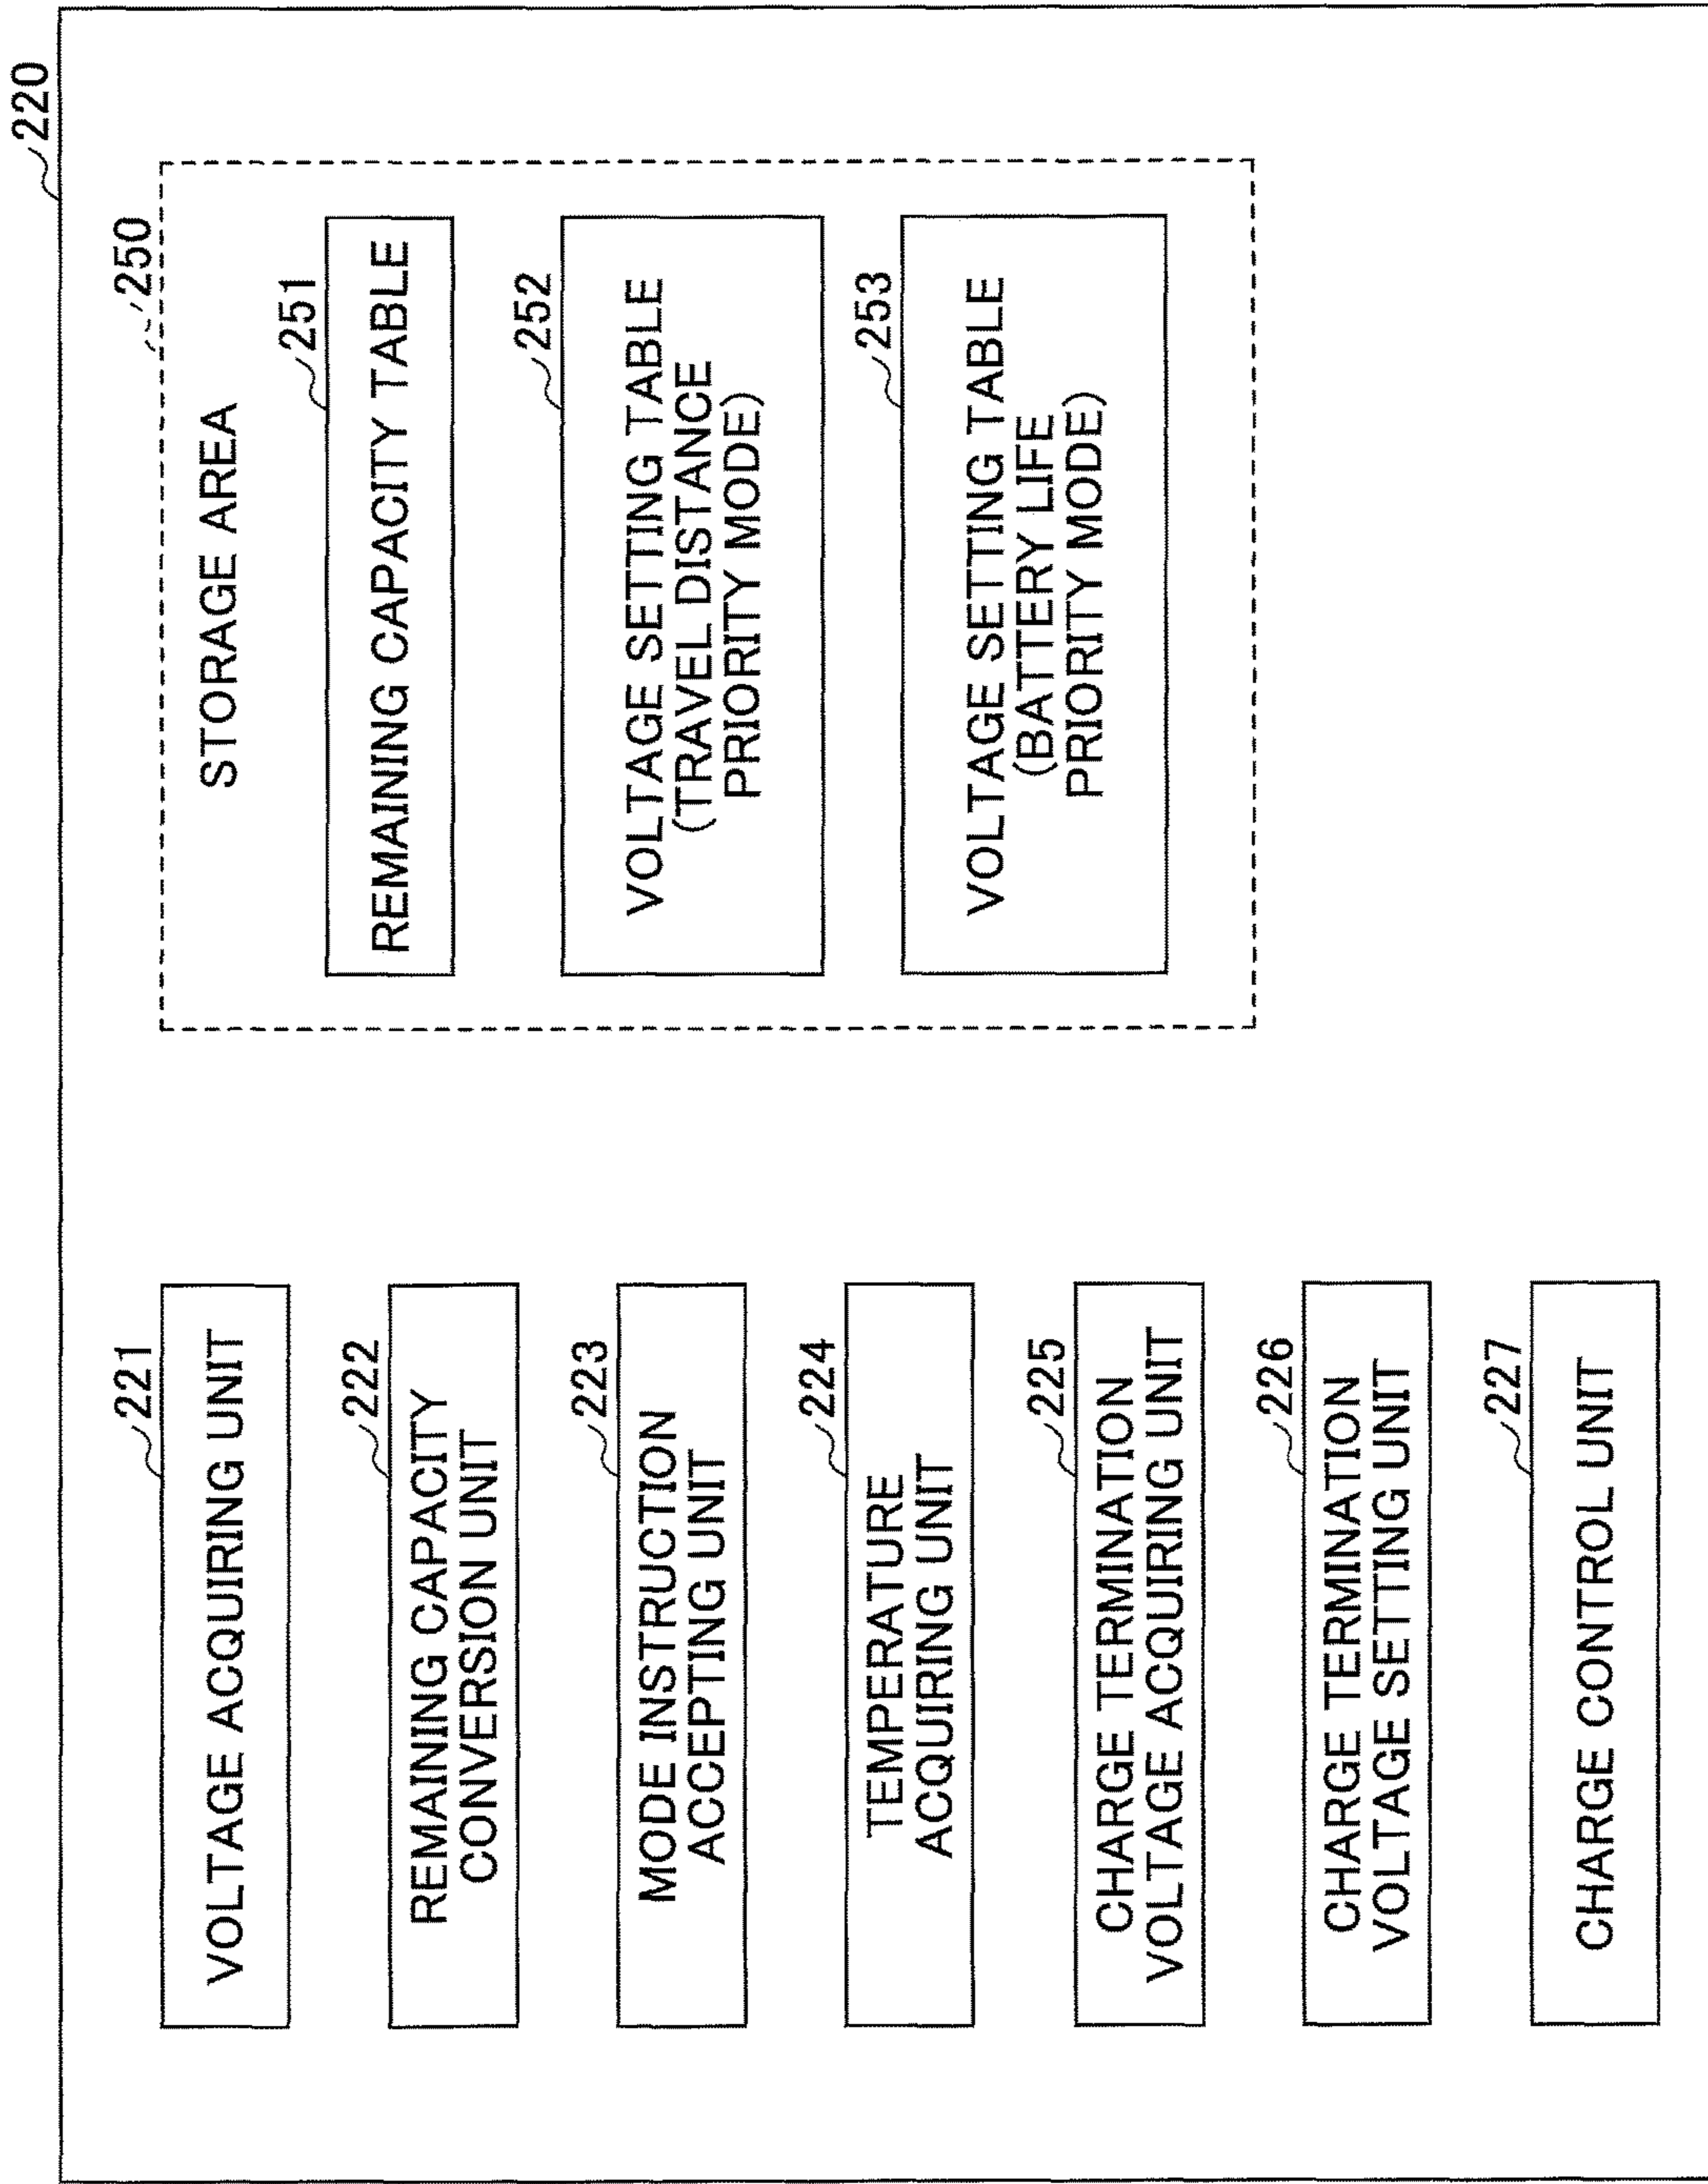 220
221
VOLTAGE ACQUIRING UNIT
222
REMAINING CAPACITY
CONVERSION UNIT
223
MODE INSTRUCTION
ACCEPTING UNIT
224
TEMPERATURE
ACQUIRING UNIT
225
CHARGE TERMINATION
VOLTAGE ACQUIRING UNIT
226
CHARGE TERMINATION
VOLTAGE SETTING UNIT
227
CHARGE CONTROL UNIT
250
STORAGE AREA
251
REMAINING CAPACITY TABLE
252
VOLTAGE SETTING TABLE
(TRAVEL DISTANCE
PRIORITY MODE)
253
VOLTAGE SETTING TABLE
(BATTERY LIFE
PRIORITY MODE)